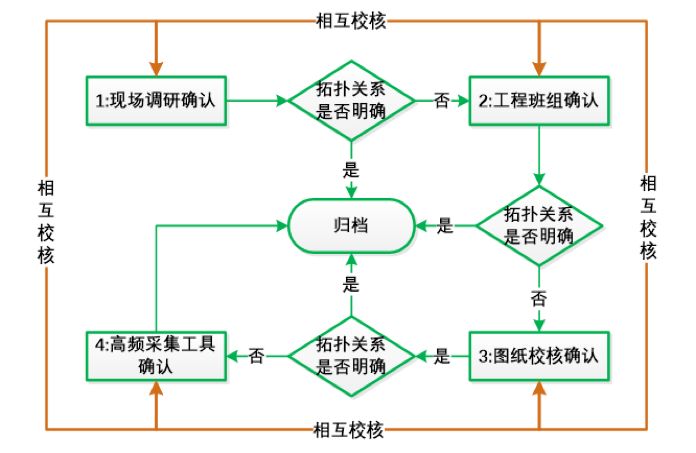 相互校核
1:现场调研确认
拓扑关系
是否明确
否
2:工程班组确认
是
相
互
校
核
相
互
校
核
归档
是
拓扑关系
是否明确
是
否
4:高频采集工具
确认
否
拓扑关系
是否明确
是
3:图纸校核确认
相互校核